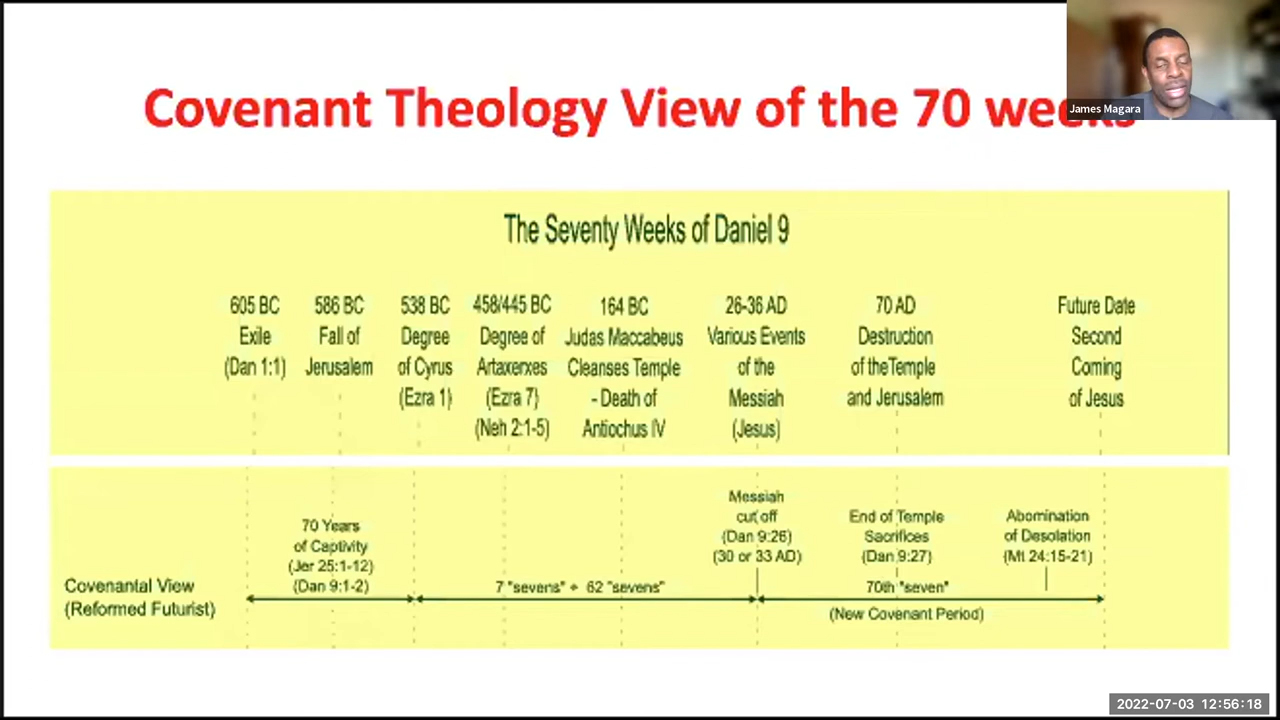 Covenant Theology View of the 70 weeks
James Magara
The Seventy Weeks of Daniel 9
605 BC
Exile
(Dan 1:1)
586 BC
Fall of
Jerusalem
538 BC
Degree
of Cyrus
(Ezra 1)
458/445 BC
Degree of
Artaxerxes
(Ezra 7)
(Neh 2:1-5)
164 BC
Judas Maccabeus
Cleanses Temple
- Death of
Antiochus IV
26-36 AD
Various Events
of the
Messiah
(Jesus)
70 AD
Destruction
of theTemple
and Jerusalem
Future Date
Second
Coming
of Jesus
Covenantal View
(Reformed Futurist)
70 Years
of Captivity
(Jer 25:1-12)
(Dan 9:1-2)
7 "sevens" + 62 "sevens"
Messiah
cut off
(Dan 9:26)
(30 or 33 AD)
End of Temple
Sacrifices
(Dan 9:27)
70th "seven"
(New Covenant Period)
Abomination
of Desolation
(Mt 24:15-21)
2022-07-03 12:56:18